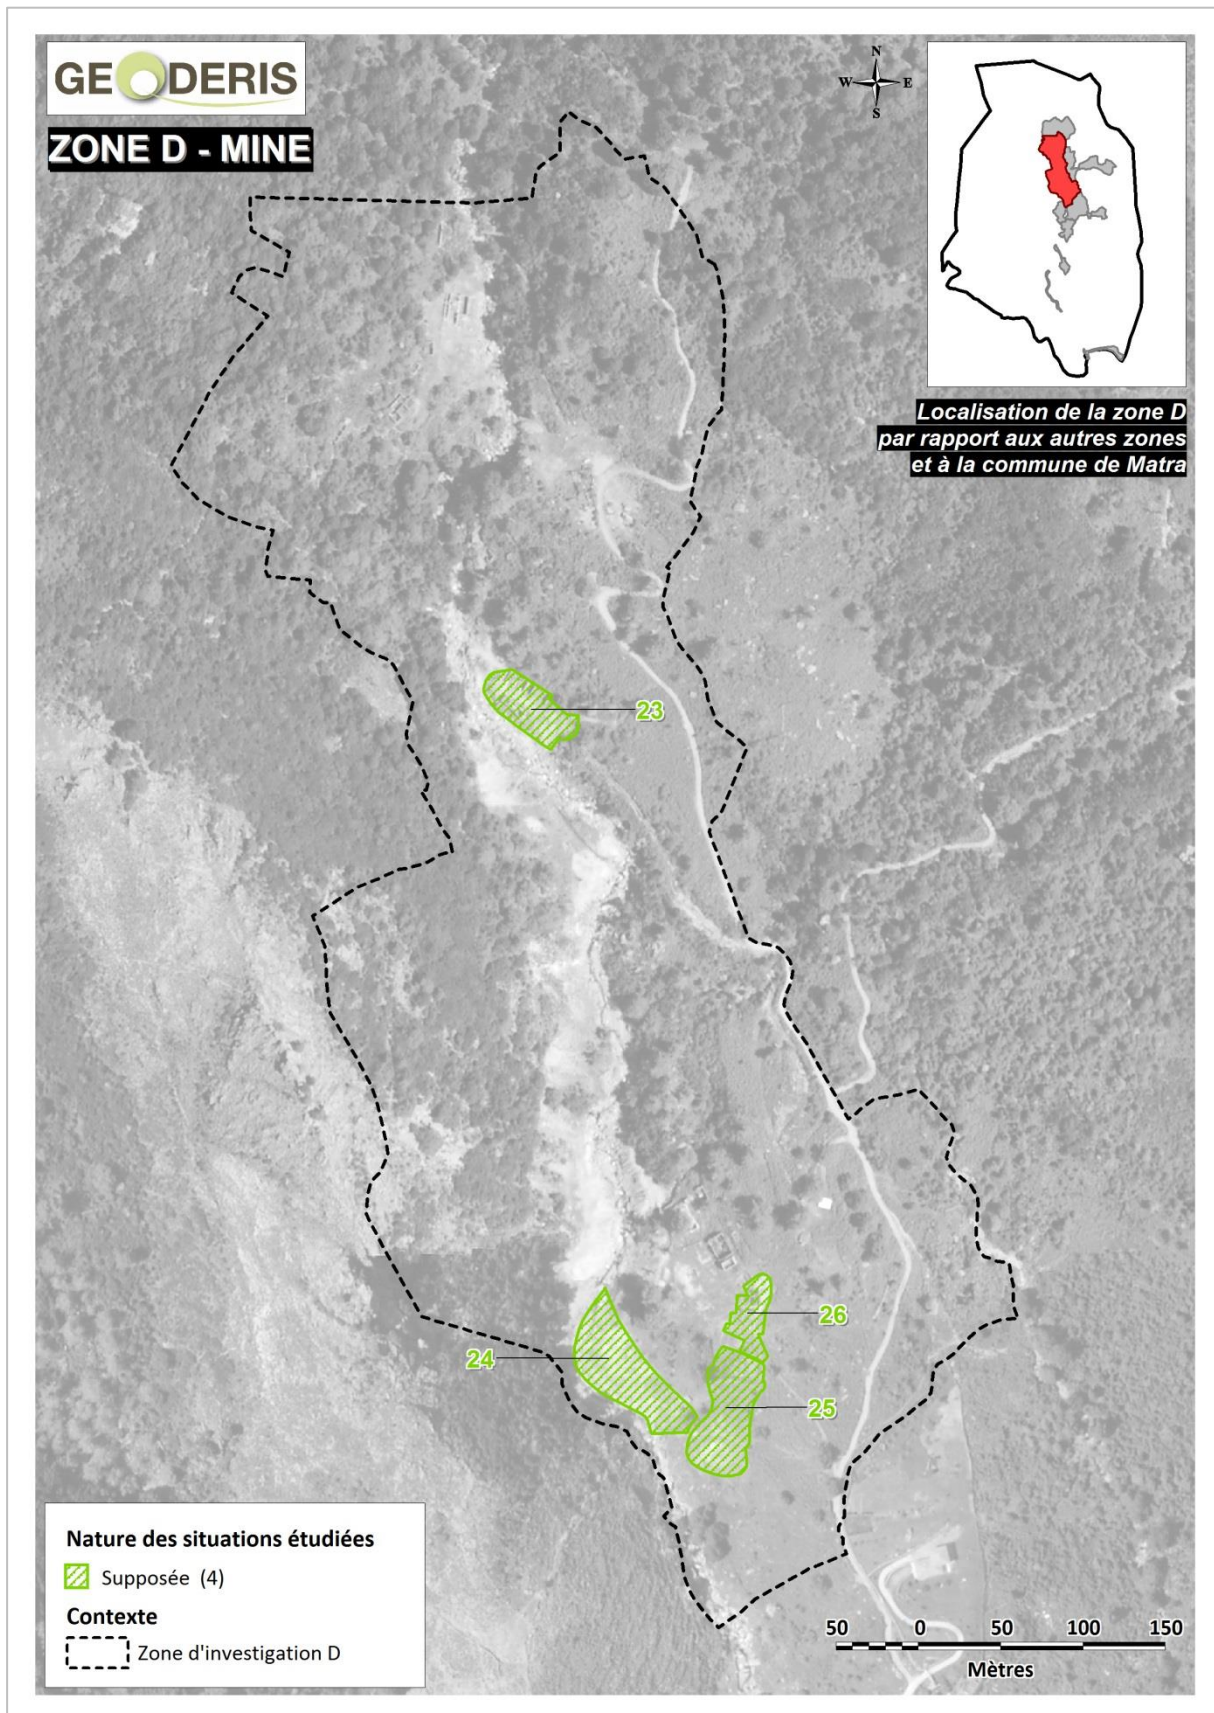 GEODERIS
ZONE D - MINE
N
W E
S
Localisation de la zone D
par rapport aux autres zones
et à la commune de Matra
23
26
24
25
Nature des situations étudiées
Supposée (4)
Contexte
Zone d'investigation D
50 0 50 100 150
Mètres